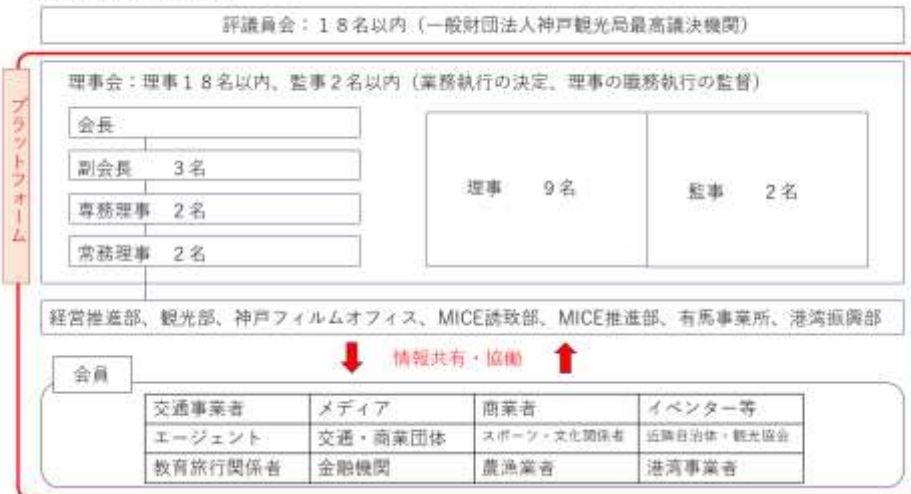 評議員会：１８名以内（一般財団法人神戸観光局最高議決機関）
プラットフォーム
理事会：理事１８名以内、監事２名以内（業務執行の決定、理事の職務執行の監督）
会長
副会長　３名
専務理事　２名
常務理事　２名
理事　９名
監事　２名
経営推進部、観光部、神戸フィルムオフィス、MICE誘致部、MICE推進部、有馬事業所、港湾振興部
情報共有・協働
会員
交通事業者　メディア　商業者　イベンター等
エージェント　交通・商業団体　スポーツ・文化関係者　近隣自治体・観光協会
教育旅行関係者　金融機関　農漁業者　港湾事業者